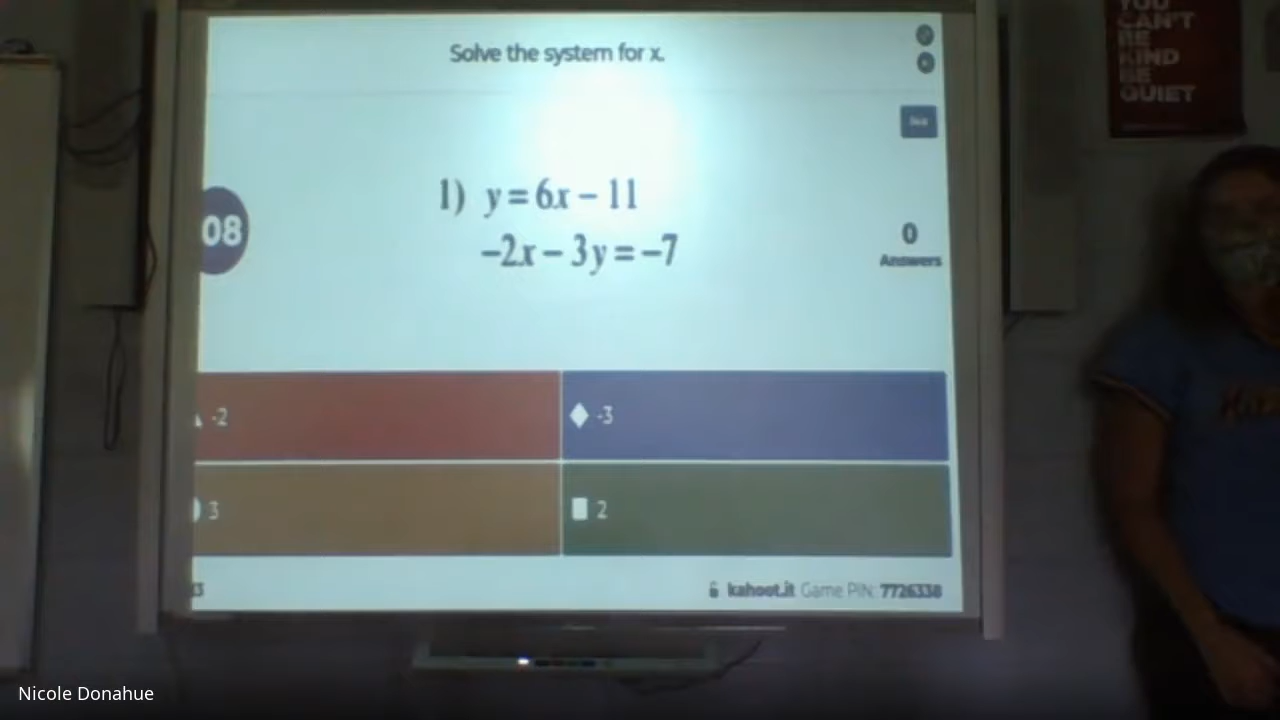 YOU
CAN'T
BE
KIND
BE
QUIET
Solve the system for x.
1) y = 6x − 11
−2x − 3y = −7
08
0
Answers
-2
-3
3
2
kahoot.it Game PIN: 7726338
Nicole Donahue